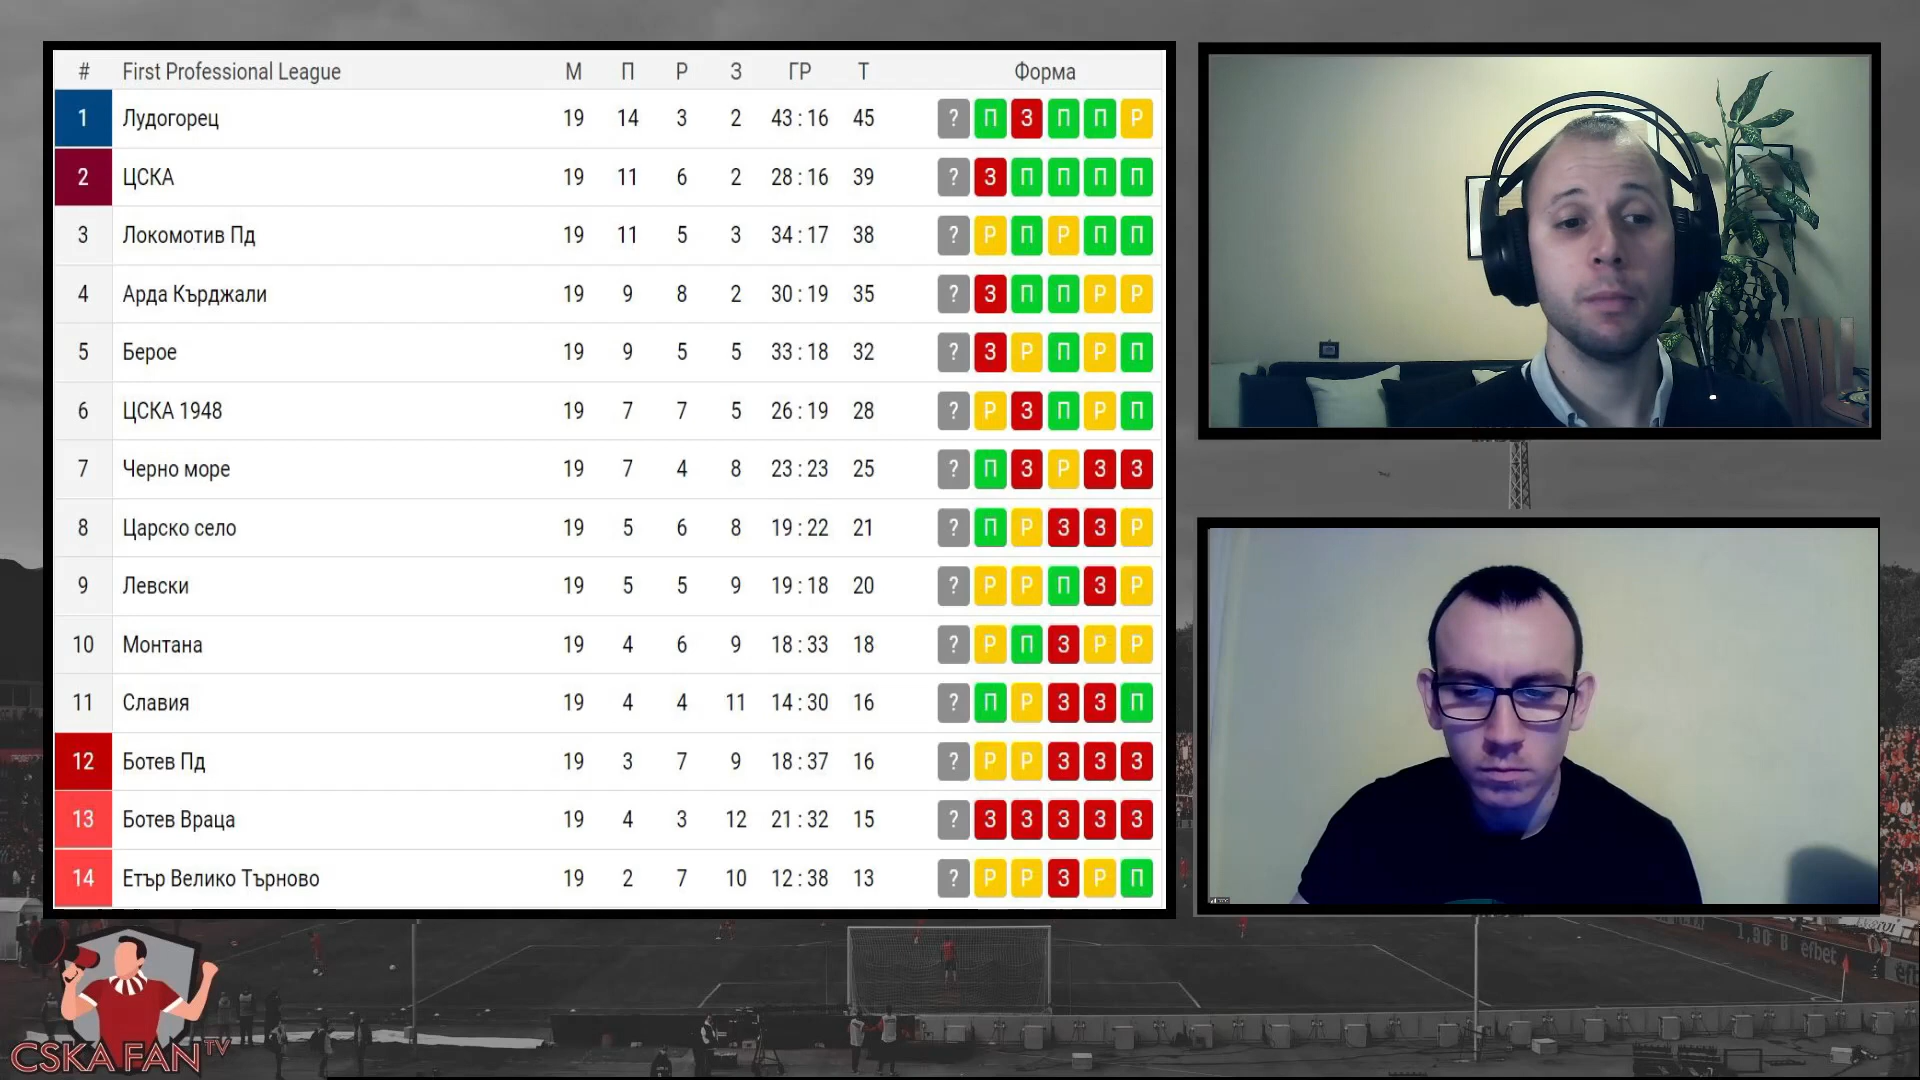 # First Professional League М П Р З ГР Т Форма
1 Лудогорец 19 14 3 2 43:16 45 ? П З П П Р
2 ЦСКА 19 11 6 2 28:16 39 ? З П П П П
3 Локомотив Пд 19 11 5 3 34:17 38 ? Р П Р П П
4 Арда Кърджали 19 9 8 2 30:19 35 ? З П П Р Р
5 Берое 19 9 5 5 33:18 32 ? З Р П Р П
6 ЦСКА 1948 19 7 7 5 26:19 28 ? Р З П Р П
7 Черно море 19 7 4 8 23:23 25 ? П З Р З З
8 Царско село 19 5 6 8 19:22 21 ? П Р З З Р
9 Левски 19 5 5 9 19:18 20 ? Р Р П З Р
10 Монтана 19 4 6 9 18:33 18 ? Р П З Р Р
11 Славия 19 4 4 11 14:30 16 ? П Р З З П
12 Ботев Пд 19 3 7 9 18:37 16 ? Р Р З З З
13 Ботев Враца 19 4 3 12 21:32 15 ? З З З З З
14 Етър Велико Търново 19 2 7 10 12:38 13 ? Р Р З Р П
1,90 В efbet
CSKA FAN TV